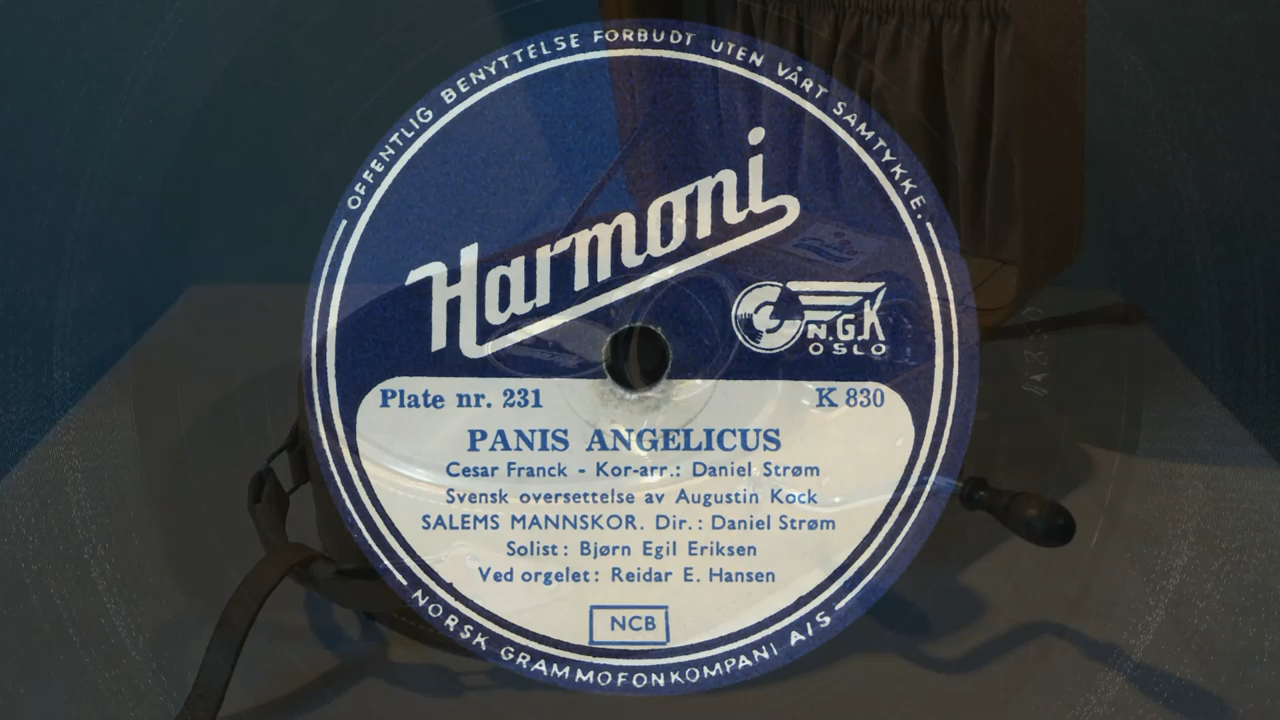 OFFENTLIG BENYTTELSE FORBUDT UTEN VÅRT SAMTYKKE.
Harmoni
N.G.K
OSLO
Plate nr. 231 K 830
PANIS ANGELICUS
Cesar Franck - Kor-arr.: Daniel Strøm
Svensk oversettelse av Augustin Kock
SALEMS MANNSKOR. Dir.: Daniel Strøm
Solist: Bjørn Egil Eriksen
Ved orgelet: Reidar E. Hansen
NCB
NORSK GRAMMOFONKOMPANI A/S